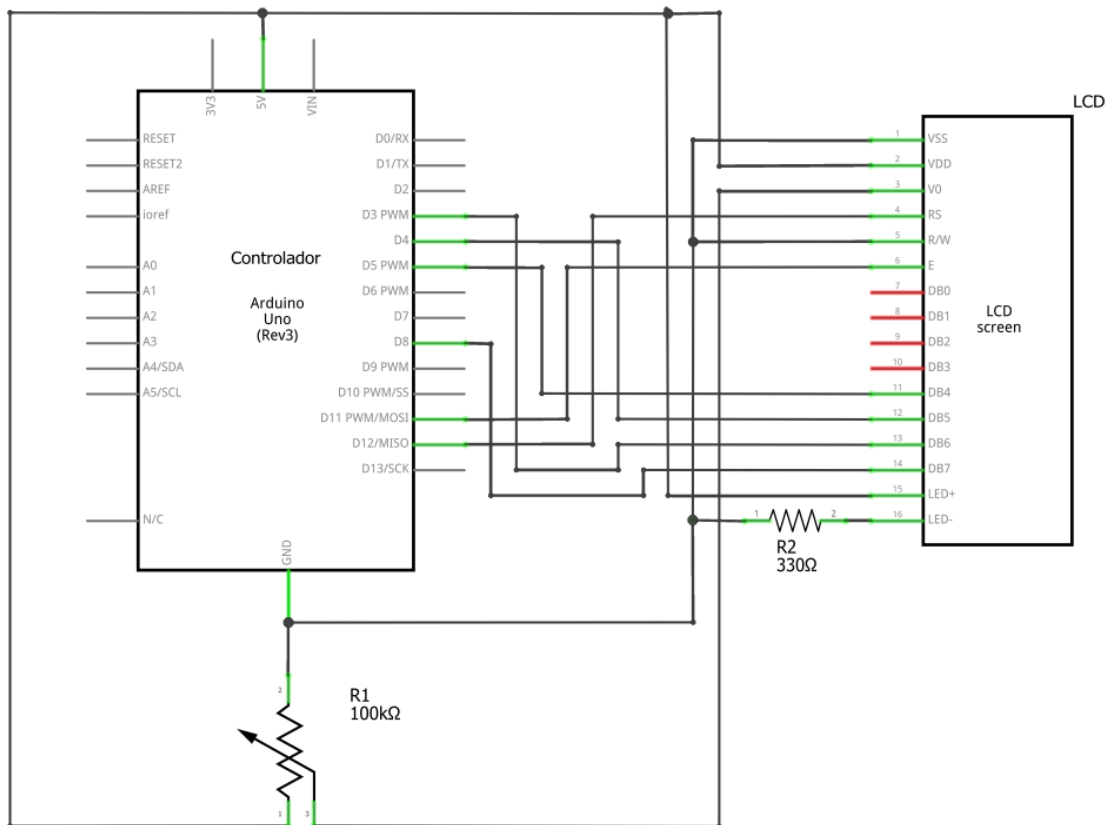 LCD
3V3
5V
VIN
RESET
RESET2
AREF
ioref
A0
A1
A2
A3
A4/SDA
A5/SCL
N/C
Controlador
Arduino
Uno
(Rev3)
D0/RX
D1/TX
D2
D3 PWM
D4
D5 PWM
D6 PWM
D7
D8
D9 PWM
D10 PWM/SS
D11 PWM/MOSI
D12/MISO
D13/SCK
GND
1 VSS
2 VDD
3 V0
4 RS
5 R/W
6 E
7 DB0
8 DB1
9 DB2
10 DB3
11 DB4
12 DB5
13 DB6
14 DB7
15 LED+
16 LED-
LCD
screen
1 2
R2
330Ω
2
R1
100kΩ
1 3